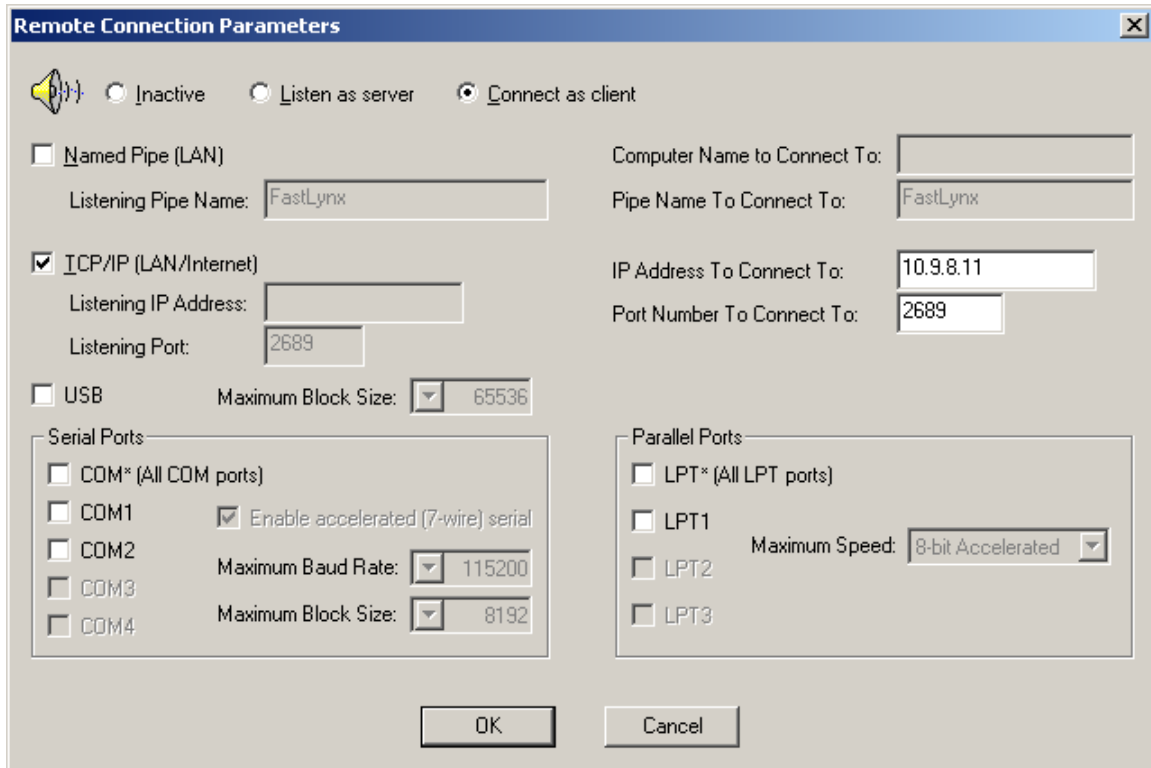 Remote Connection Parameters
Inactive
Listen as server
Connect as client
Named Pipe (LAN)
Computer Name to Connect To:
Listening Pipe Name: FastLynx
Pipe Name To Connect To: FastLynx
TCP/IP (LAN/Internet)
IP Address To Connect To: 10.9.8.11
Listening IP Address:
Port Number To Connect To: 2689
Listening Port: 2689
USB
Maximum Block Size: 65536
Serial Ports
COM* (All COM ports)
COM1
Enable accelerated (7-wire) serial
COM2
Maximum Baud Rate: 115200
COM3
Maximum Block Size: 8192
COM4
Parallel Ports
LPT* (All LPT ports)
LPT1
Maximum Speed: 8-bit Accelerated
LPT2
LPT3
OK
Cancel